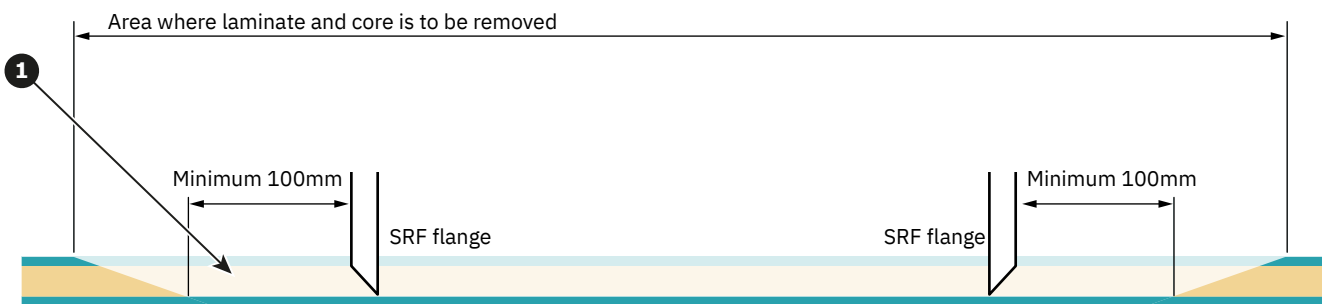 Area where laminate and core is to be removed
1
Minimum 100mm
Minimum 100mm
SRF flange
SRF flange